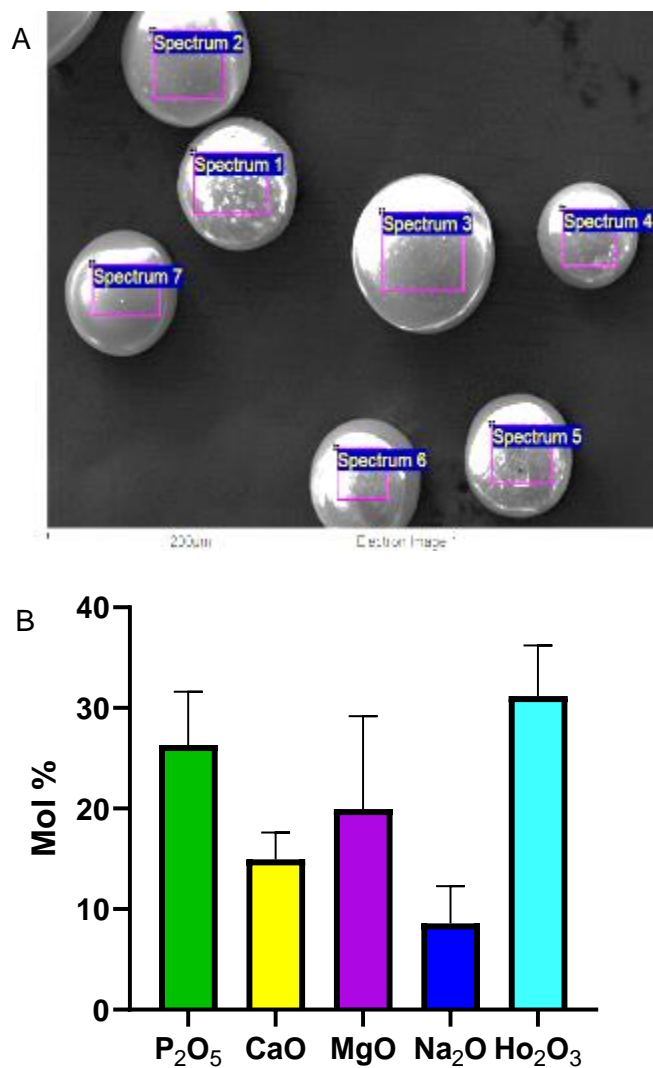 A
Spectrum 2
Spectrum 1
Spectrum 3
Spectrum 4
Spectrum 7
Spectrum 5
Spectrum 6
200µm
Electron Image 1
B
40
30
20
10
0
Mol %
P₂O₅ CaO MgO Na₂O Ho₂O₃